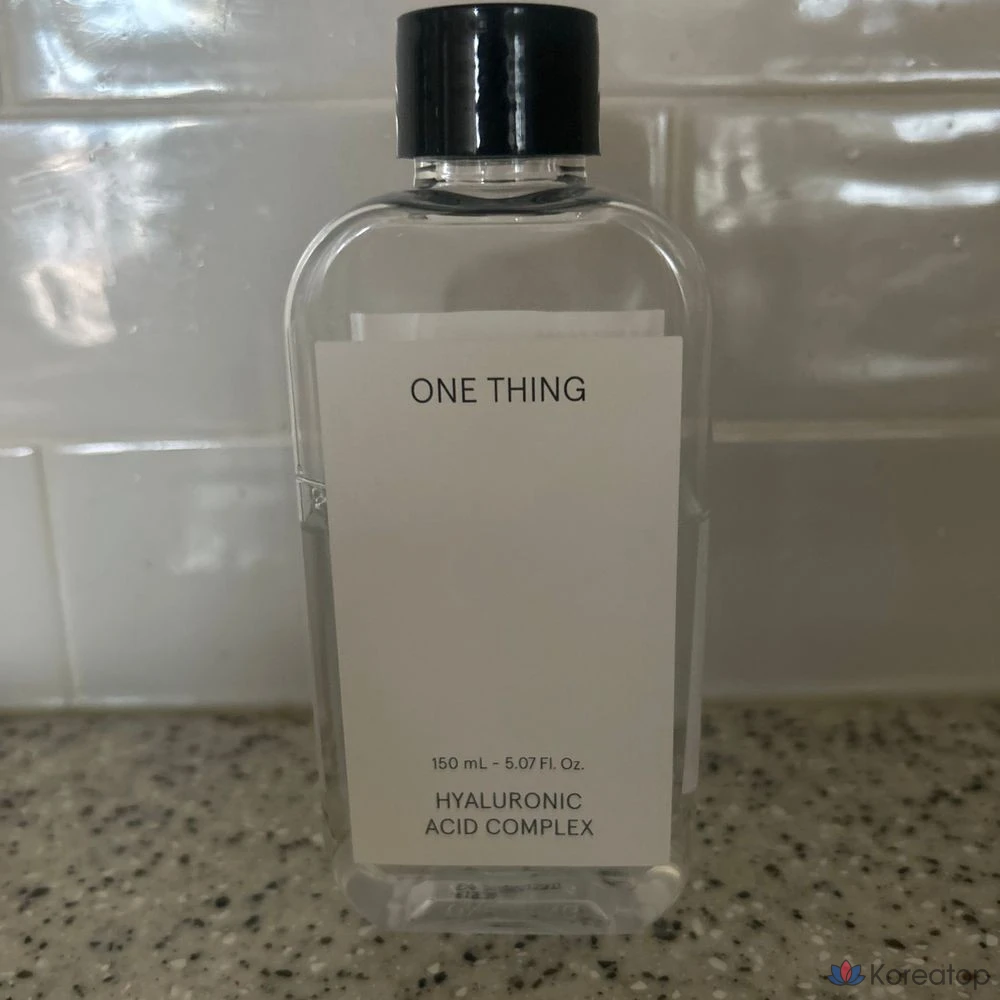 ONE THING
150 mL - 5.07 Fl. Oz.
HYALURONIC
ACID COMPLEX
Koreatop